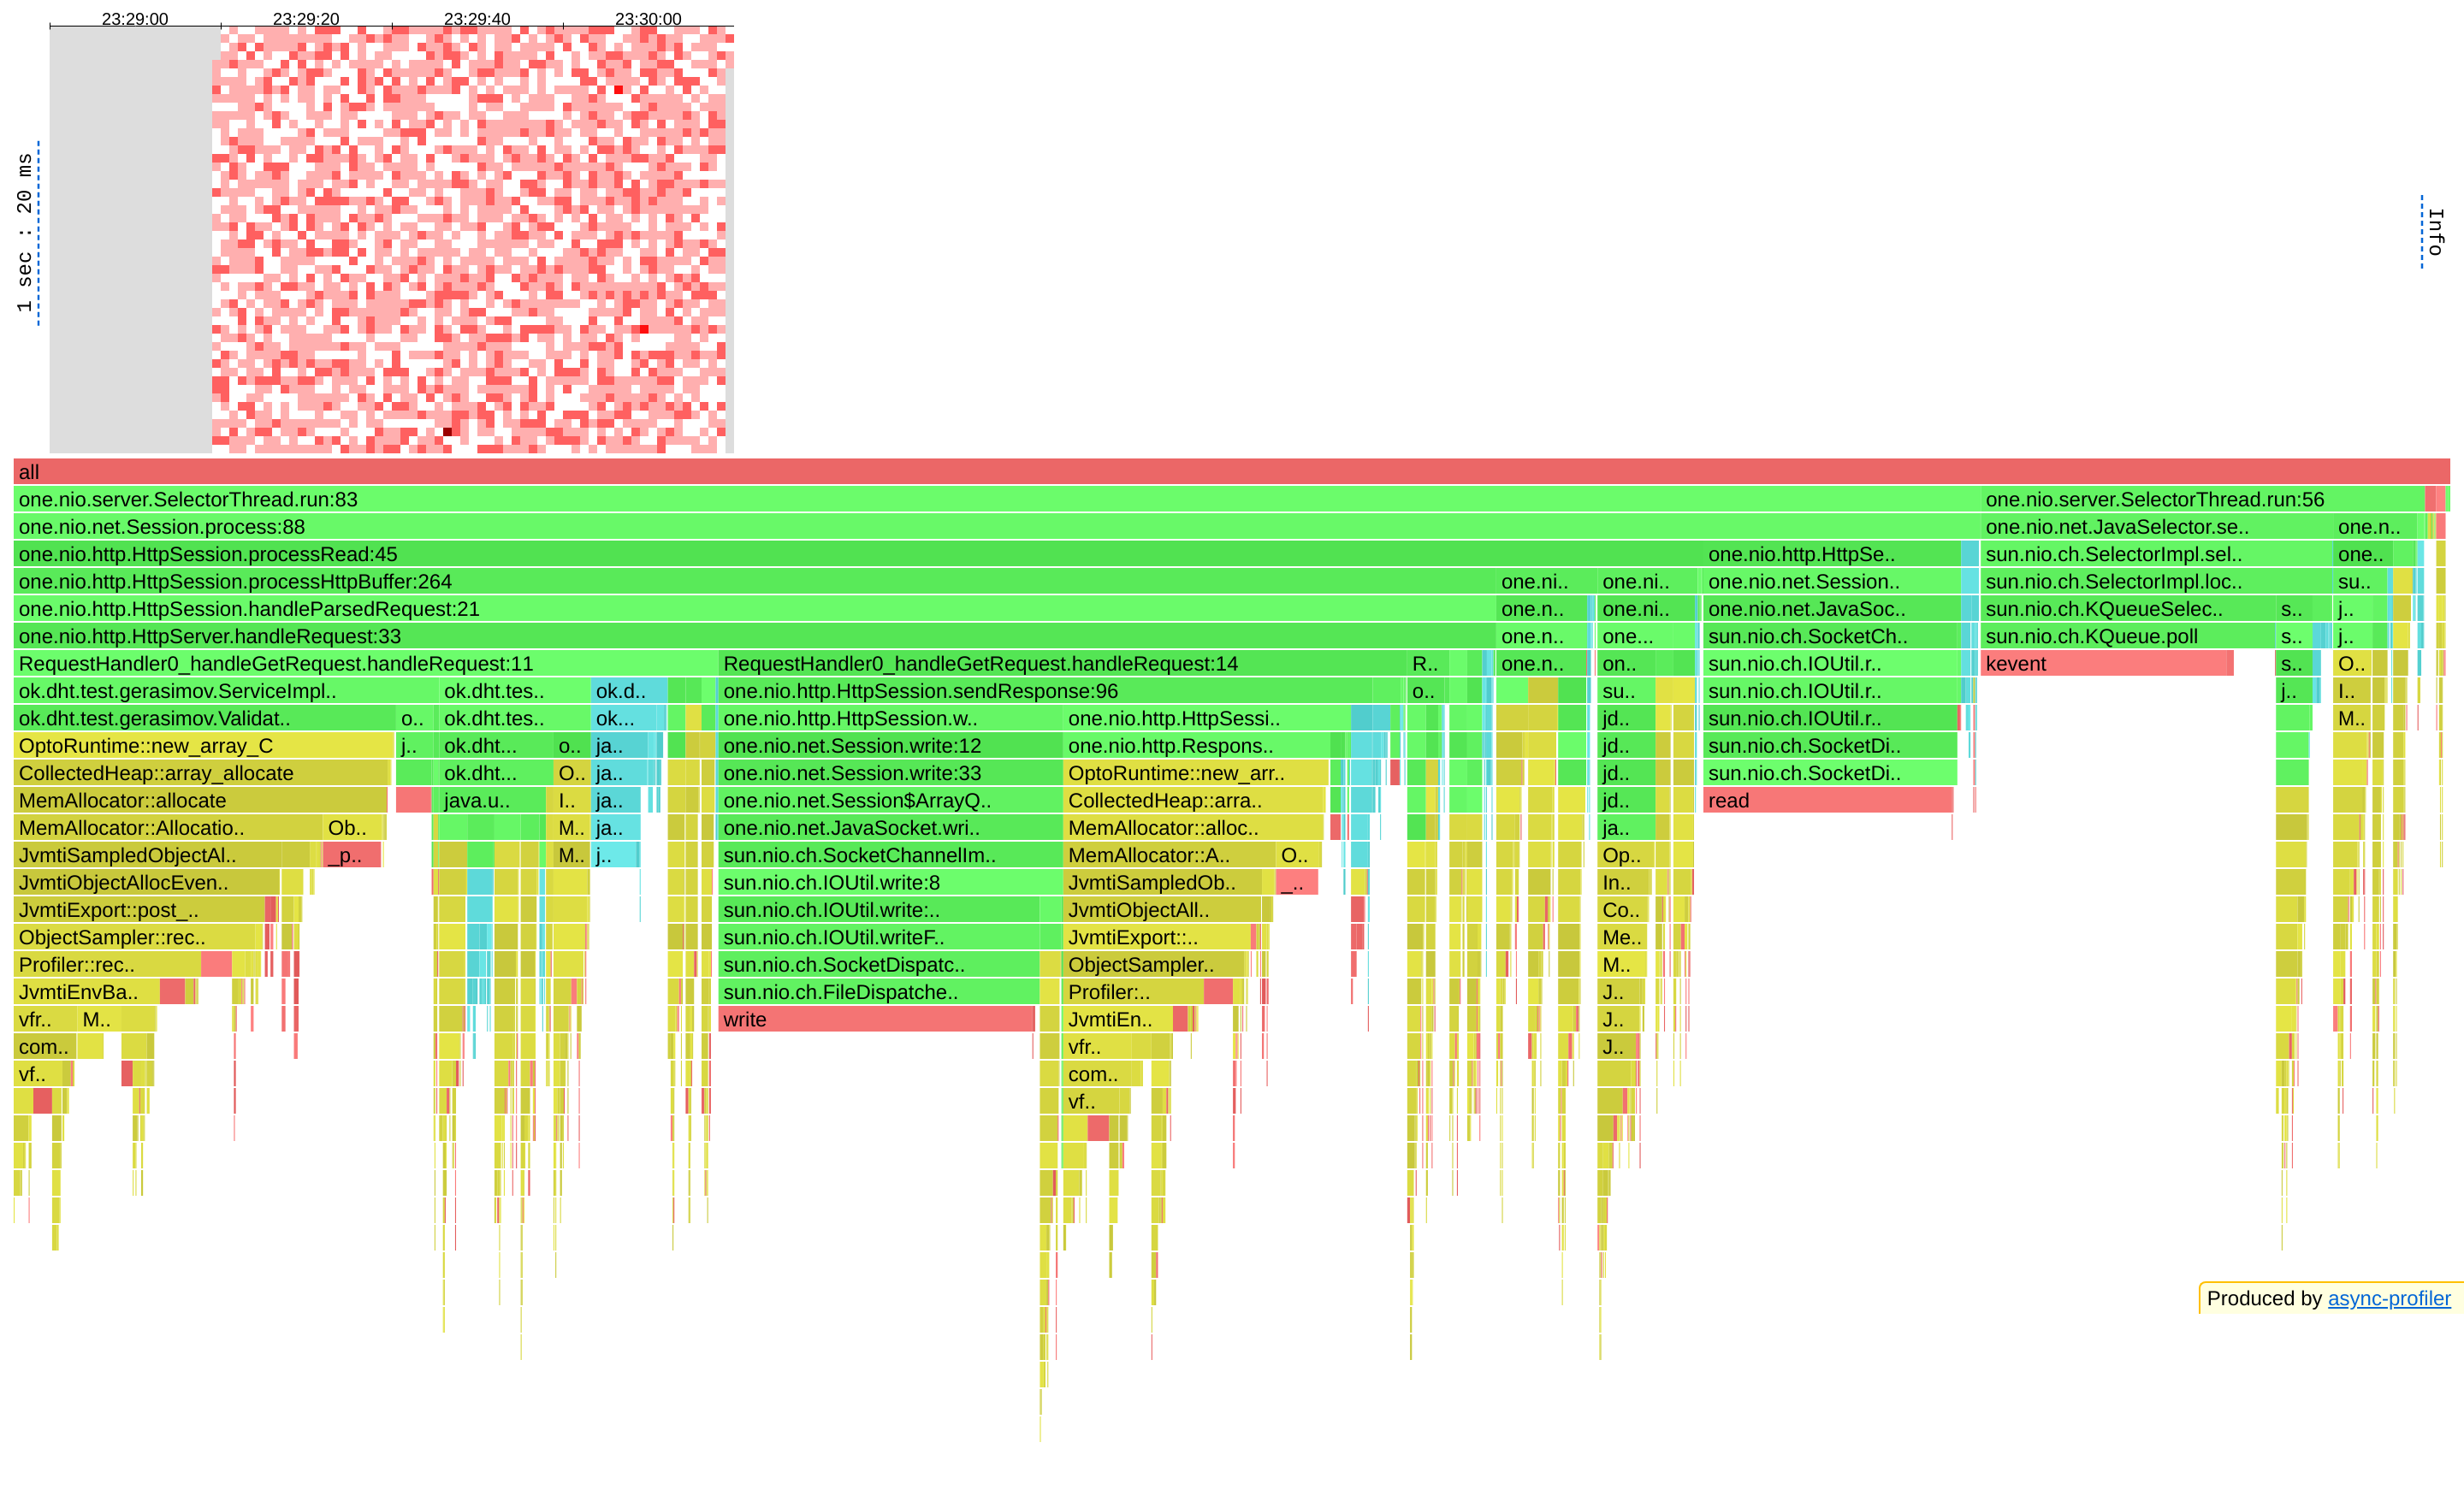 23:29:00 23:29:20 23:29:40 23:30:00
1 sec : 20 ms
Info
all
one.nio.server.SelectorThread.run:83 one.nio.server.SelectorThread.run:56
one.nio.net.Session.process:88 one.nio.net.JavaSelector.se.. one.n..
one.nio.http.HttpSession.processRead:45 one.nio.http.HttpSe.. sun.nio.ch.SelectorImpl.sel.. one..
one.nio.http.HttpSession.processHttpBuffer:264 one.ni.. one.ni.. one.nio.net.Session.. sun.nio.ch.SelectorImpl.loc.. su..
one.nio.http.HttpSession.handleParsedRequest:21 one.n.. one.ni.. one.nio.net.JavaSoc.. sun.nio.ch.KQueueSelec.. s.. j..
one.nio.http.HttpServer.handleRequest:33 one.n.. one... sun.nio.ch.SocketCh.. sun.nio.ch.KQueue.poll s.. j..
RequestHandler0_handleGetRequest.handleRequest:11 RequestHandler0_handleGetRequest.handleRequest:14 R.. one.n.. on.. sun.nio.ch.IOUtil.r.. kevent s.. O..
ok.dht.test.gerasimov.ServiceImpl.. ok.dht.tes.. ok.d.. one.nio.http.HttpSession.sendResponse:96 o.. su.. sun.nio.ch.IOUtil.r.. j.. I..
ok.dht.test.gerasimov.Validat.. o.. ok.dht.tes.. ok... one.nio.http.HttpSession.w.. one.nio.http.HttpSessi.. jd.. sun.nio.ch.IOUtil.r.. M..
OptoRuntime::new_array_C j.. ok.dht... o.. ja.. one.nio.net.Session.write:12 one.nio.http.Respons.. jd.. sun.nio.ch.SocketDi..
CollectedHeap::array_allocate ok.dht... O.. ja.. one.nio.net.Session.write:33 OptoRuntime::new_arr.. jd.. sun.nio.ch.SocketDi..
MemAllocator::allocate java.u.. I.. ja.. one.nio.net.Session$ArrayQ.. CollectedHeap::arra.. jd.. read
MemAllocator::Allocatio.. Ob.. M.. ja.. one.nio.net.JavaSocket.wri.. MemAllocator::alloc.. ja..
JvmtiSampledObjectAl.. _p.. M.. j.. sun.nio.ch.SocketChannelIm.. MemAllocator::A.. O.. Op..
JvmtiObjectAllocEven.. sun.nio.ch.IOUtil.write:8 JvmtiSampledOb.. _.. In..
JvmtiExport::post_.. sun.nio.ch.IOUtil.write:.. JvmtiObjectAll.. Co..
ObjectSampler::rec.. sun.nio.ch.IOUtil.writeF.. JvmtiExport::.. Me..
Profiler::rec.. sun.nio.ch.SocketDispatc.. ObjectSampler.. M..
JvmtiEnvBa.. sun.nio.ch.FileDispatche.. Profiler:.. J..
vfr.. M.. write JvmtiEn.. J..
com.. vfr.. J..
vf.. com..
vf..
Produced by async-profiler